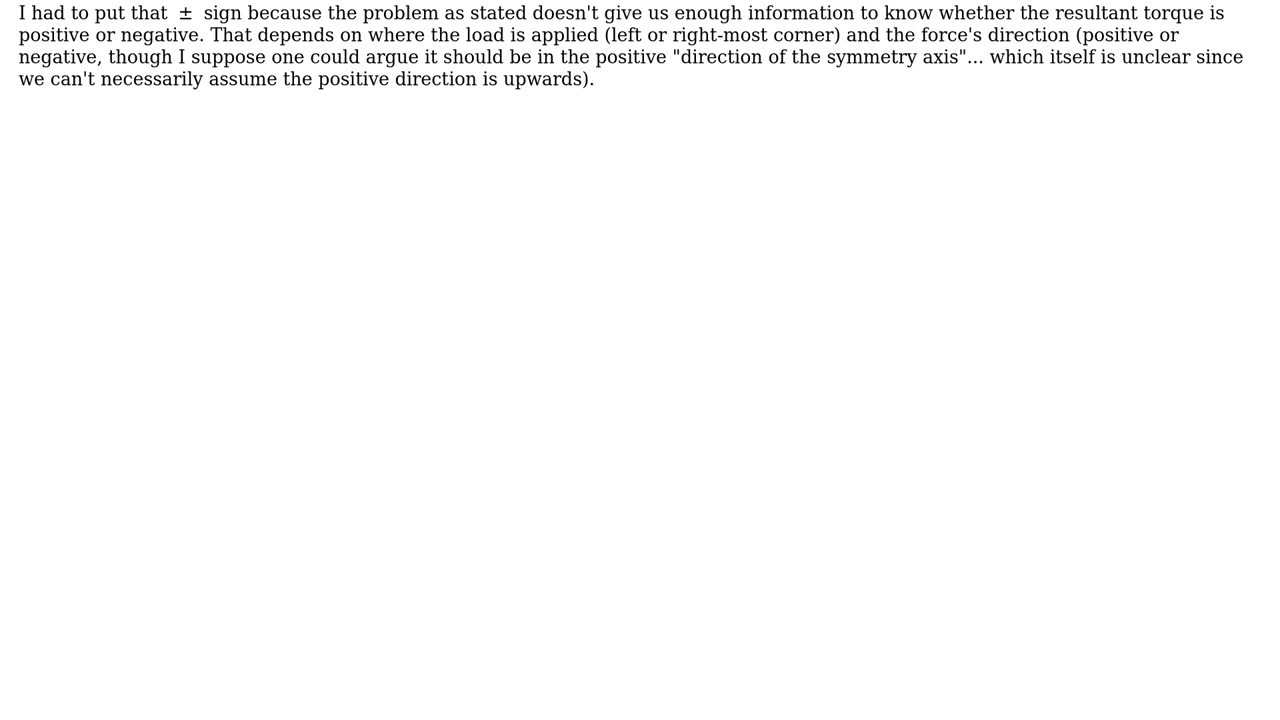 I had to put that ± sign because the problem as stated doesn't give us enough information to know whether the resultant torque is
positive or negative. That depends on where the load is applied (left or right-most corner) and the force's direction (positive or
negative, though I suppose one could argue it should be in the positive "direction of the symmetry axis"... which itself is unclear since
we can't necessarily assume the positive direction is upwards).